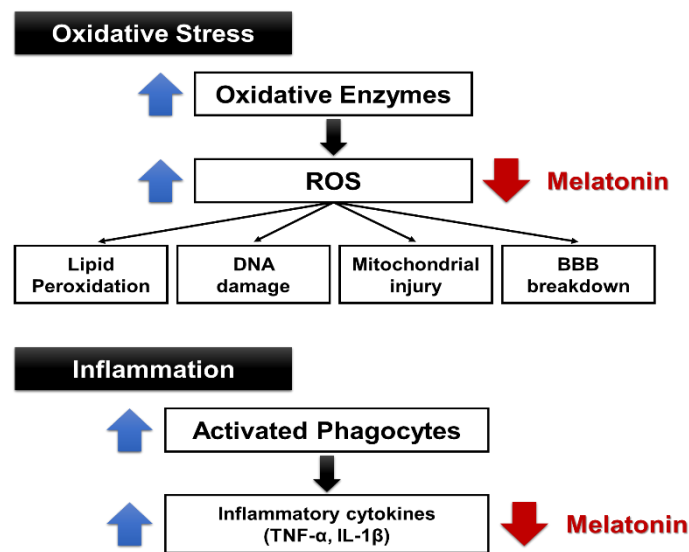 Oxidative Stress
Oxidative Enzymes
ROS
Melatonin
Lipid
Peroxidation
DNA
damage
Mitochondrial
injury
BBB
breakdown
Inflammation
Activated Phagocytes
Inflammatory cytokines
(TNF-α, IL-1β)
Melatonin